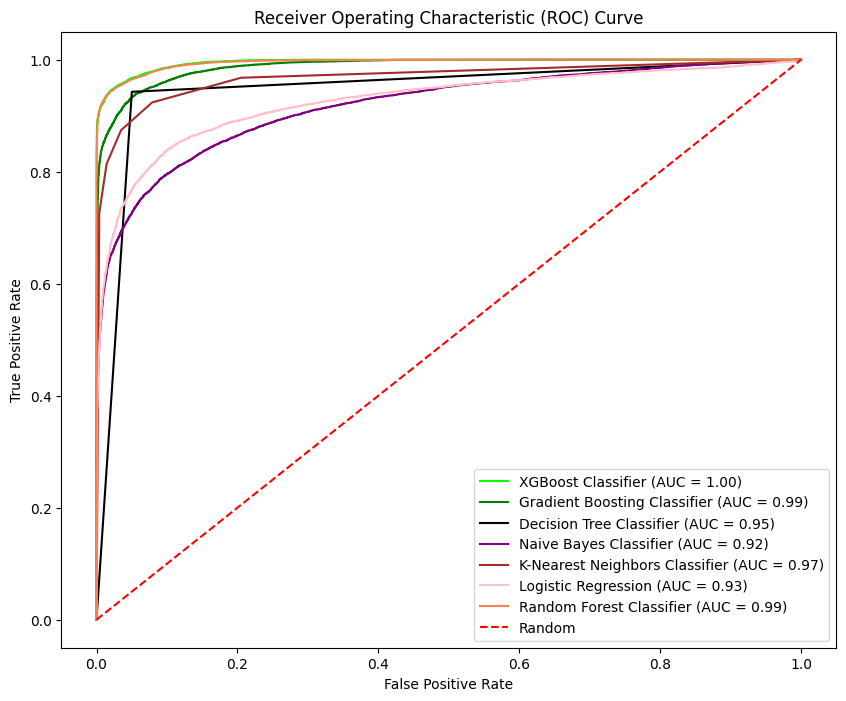 Receiver Operating Characteristic (ROC) Curve
1.0
0.8
0.6
0.4
0.2
0.0
True Positive Rate
XGBoost Classifier (AUC = 1.00)
Gradient Boosting Classifier (AUC = 0.99)
Decision Tree Classifier (AUC = 0.95)
Naive Bayes Classifier (AUC = 0.92)
K-Nearest Neighbors Classifier (AUC = 0.97)
Logistic Regression (AUC = 0.93)
Random Forest Classifier (AUC = 0.99)
Random
0.0 0.2 0.4 0.6 0.8 1.0
False Positive Rate